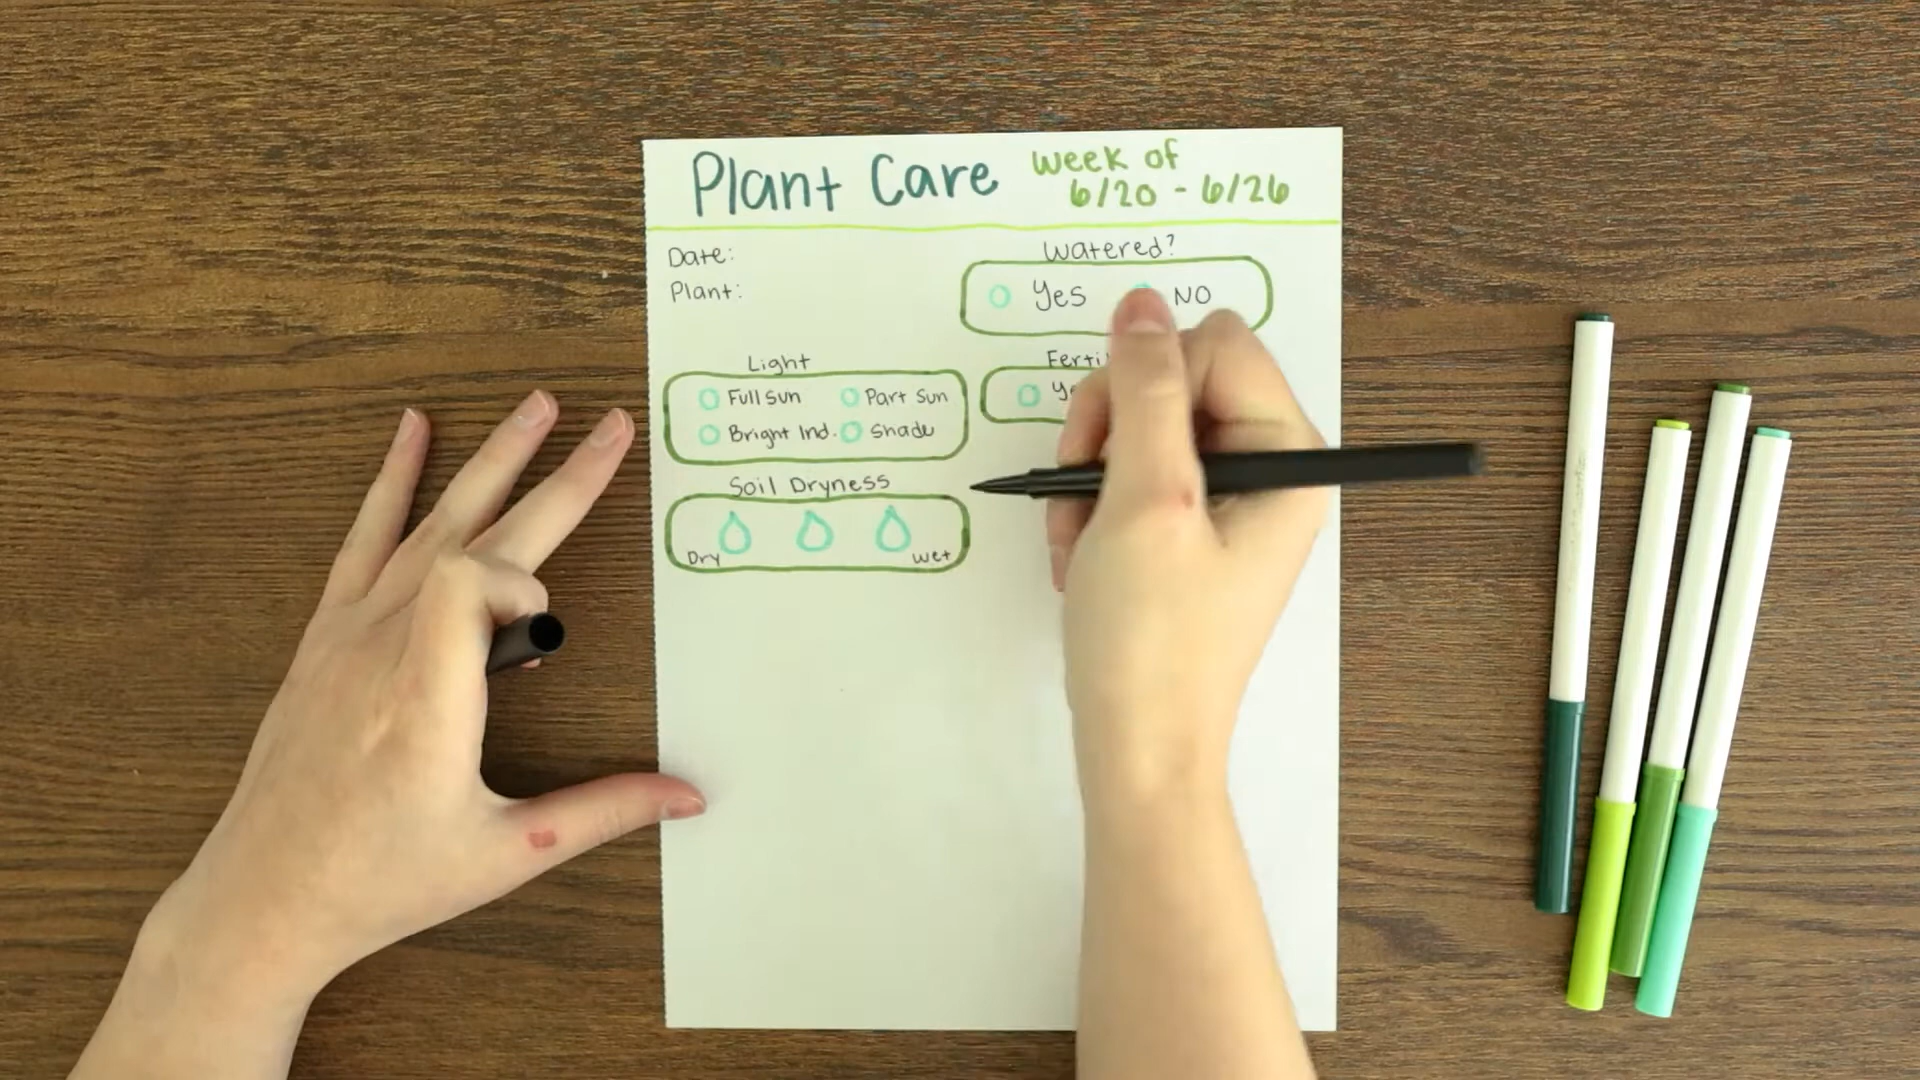 Plant Care
Week of
6/20 - 6/26
Date:
Plant:
Watered?
Yes
NO
Light
Full Sun
Part Sun
Bright Ind.
Shade
Soil Dryness
Dry
Wet